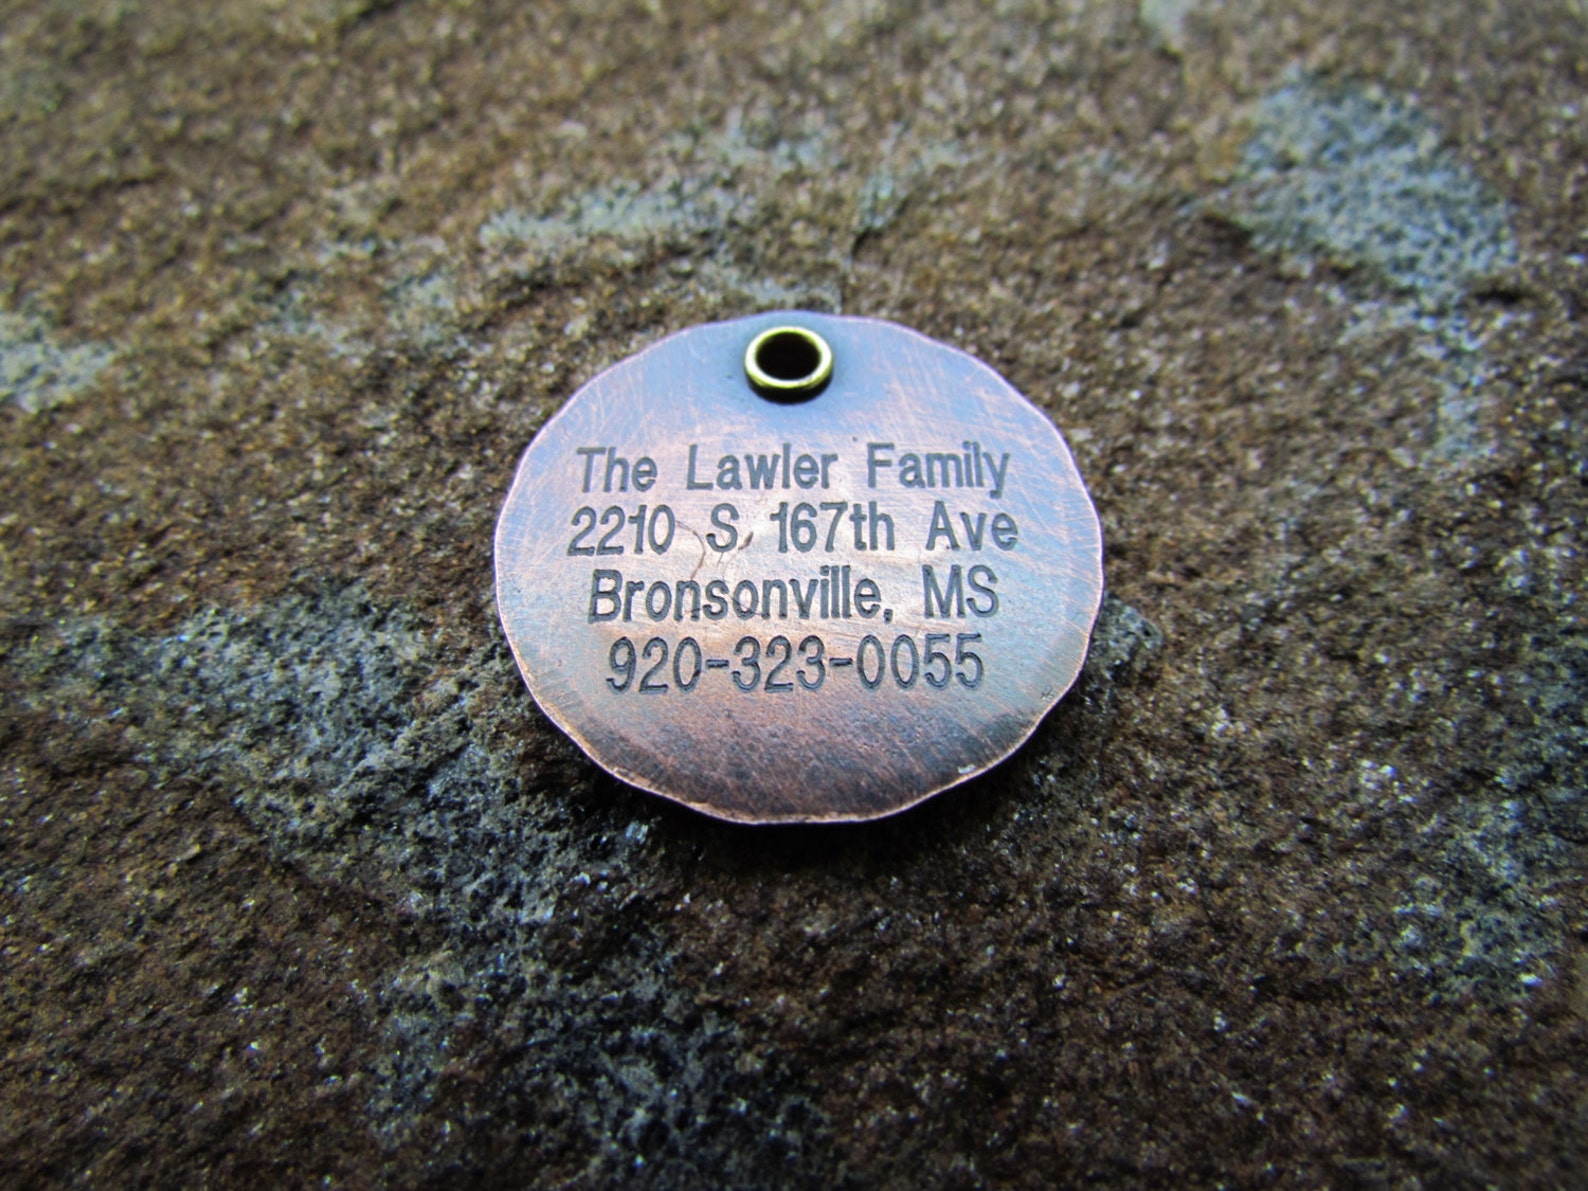 The Lawler Family
2210 S. 167th Ave
Bronsonville, MS
920-323-0055